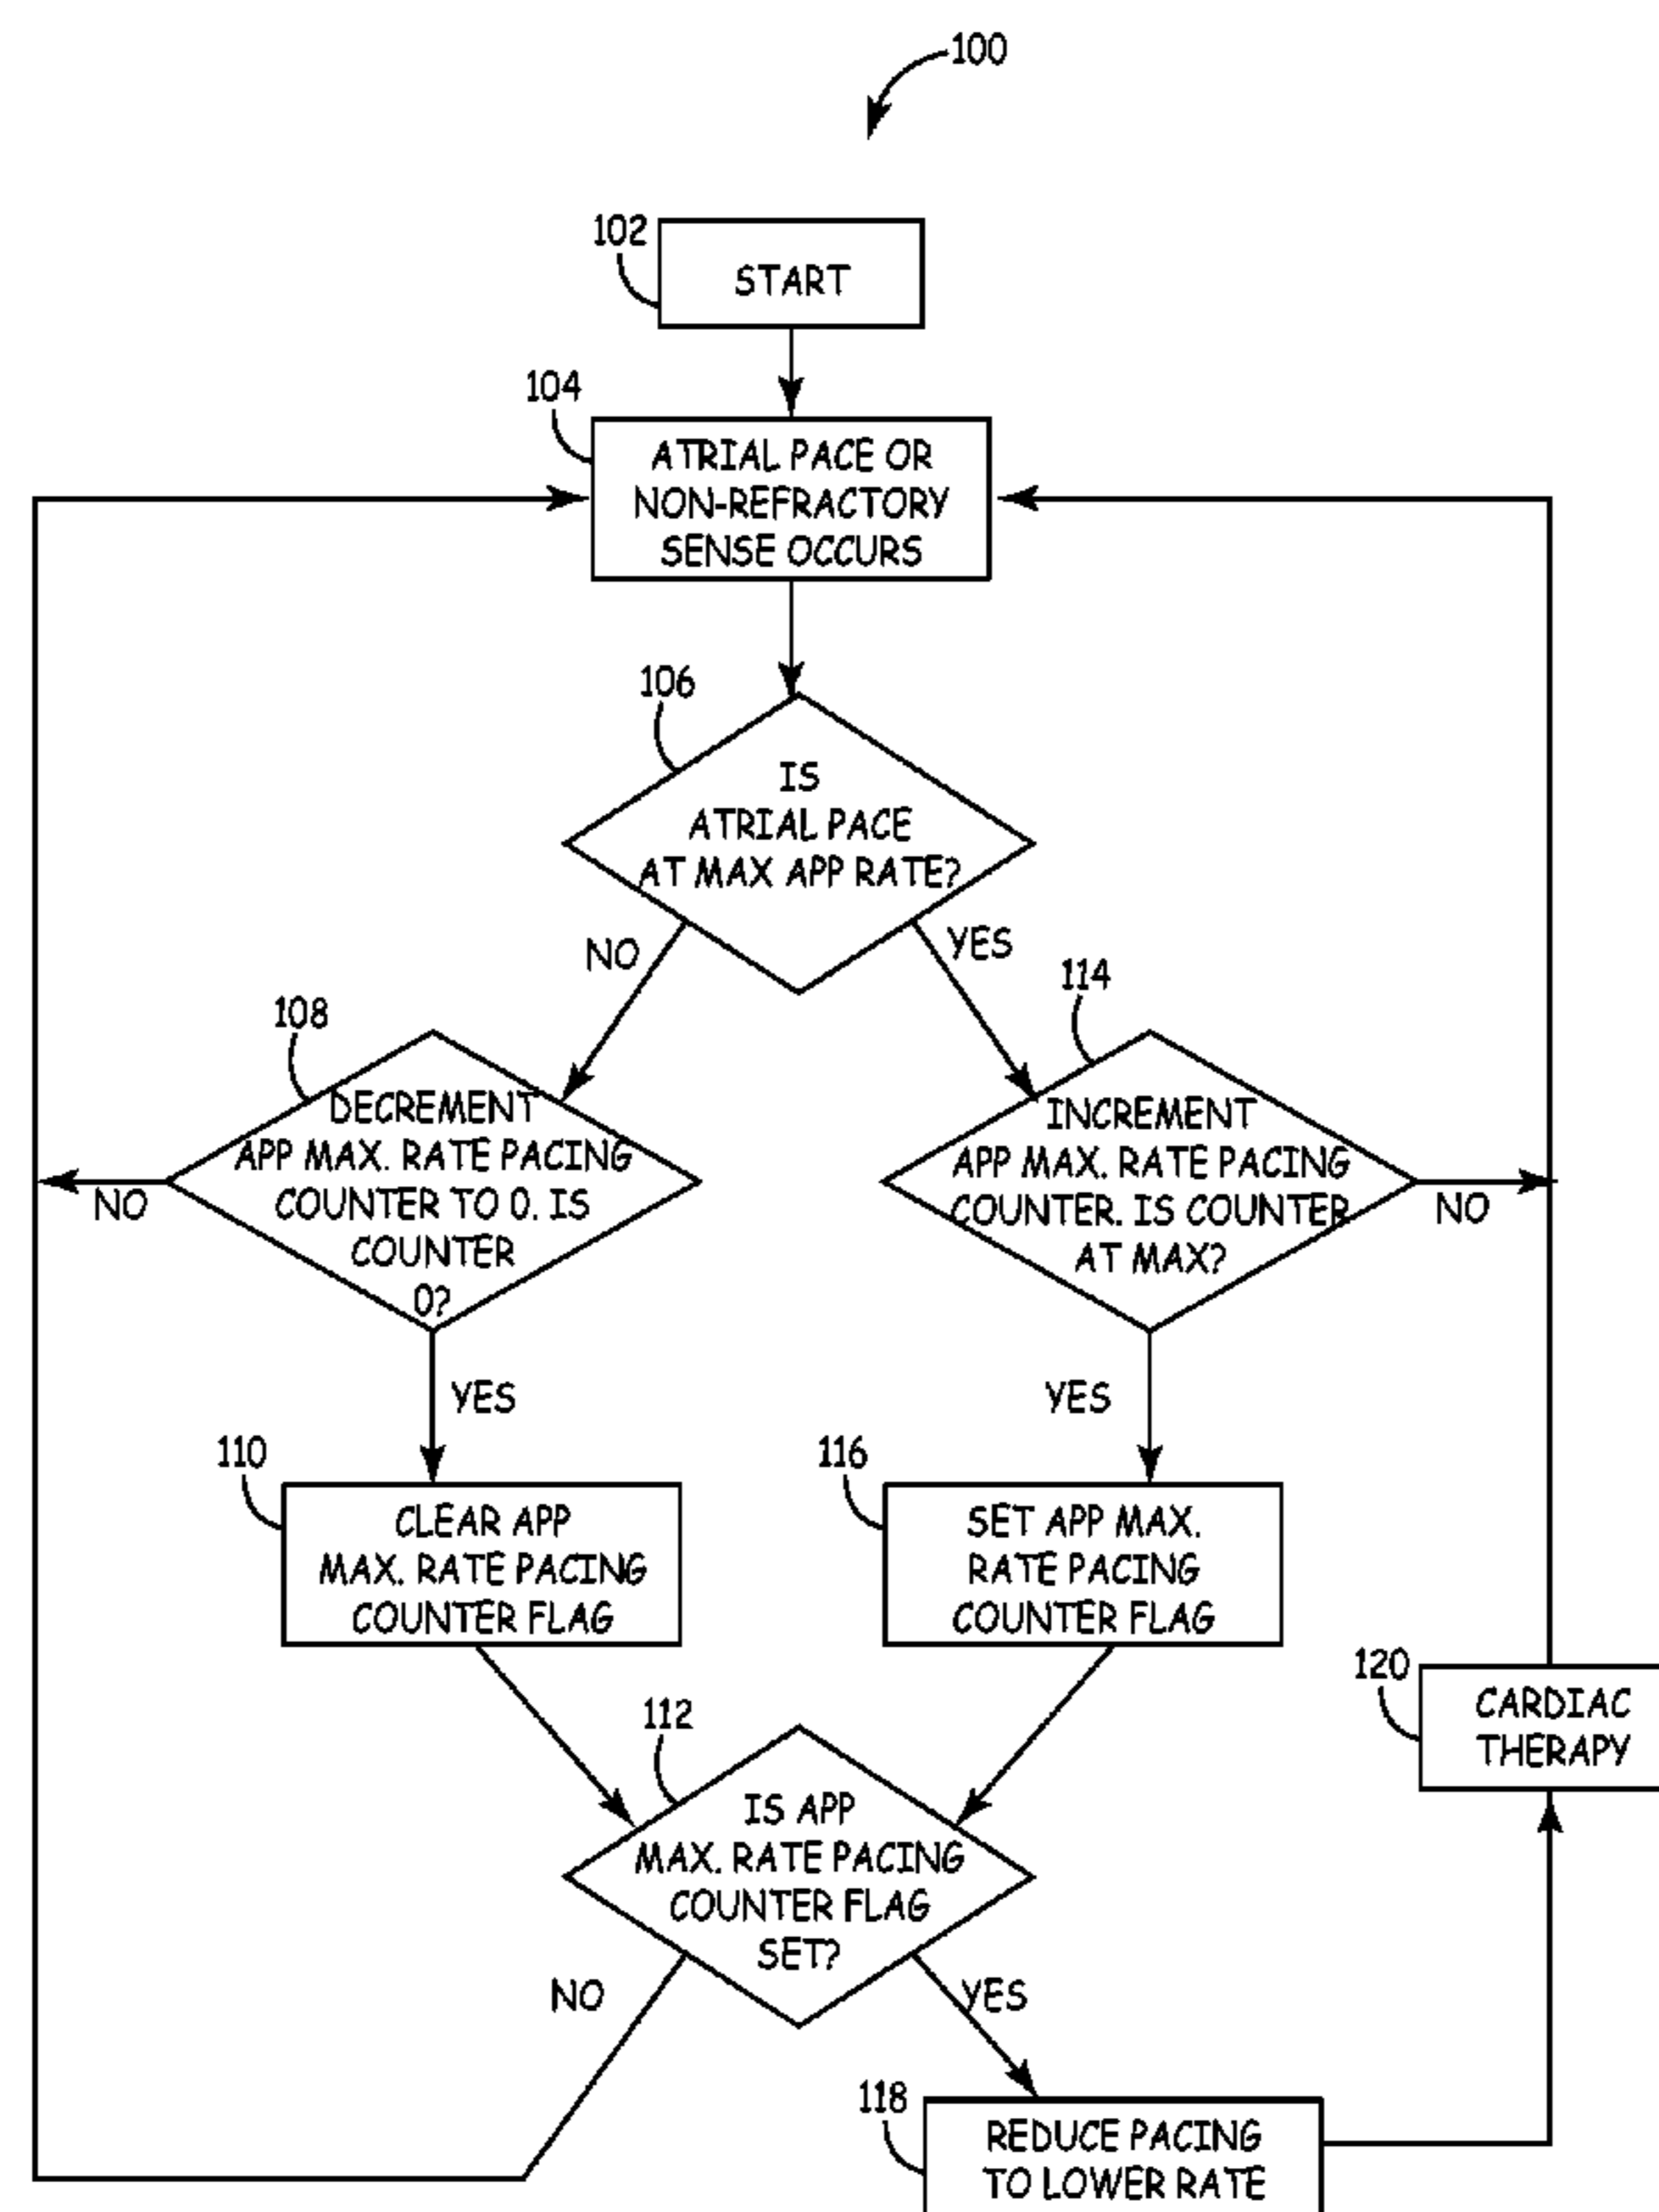 100
102
START
104
ATRIAL PACE OR
NON-REFRACTORY
SENSE OCCURS
106
IS
ATRIAL PACE
AT MAX APP RATE?
NO
YES
108
DECREMENT
APP MAX. RATE PACING
COUNTER TO 0. IS
COUNTER
0?
NO
114
INCREMENT
APP MAX. RATE PACING
COUNTER. IS COUNTER
AT MAX?
NO
YES
YES
110
CLEAR APP
MAX. RATE PACING
COUNTER FLAG
116
SET APP MAX.
RATE PACING
COUNTER FLAG
120
CARDIAC
THERAPY
112
IS APP
MAX. RATE PACING
COUNTER FLAG
SET?
NO
YES
118
REDUCE PACING
TO LOWER RATE